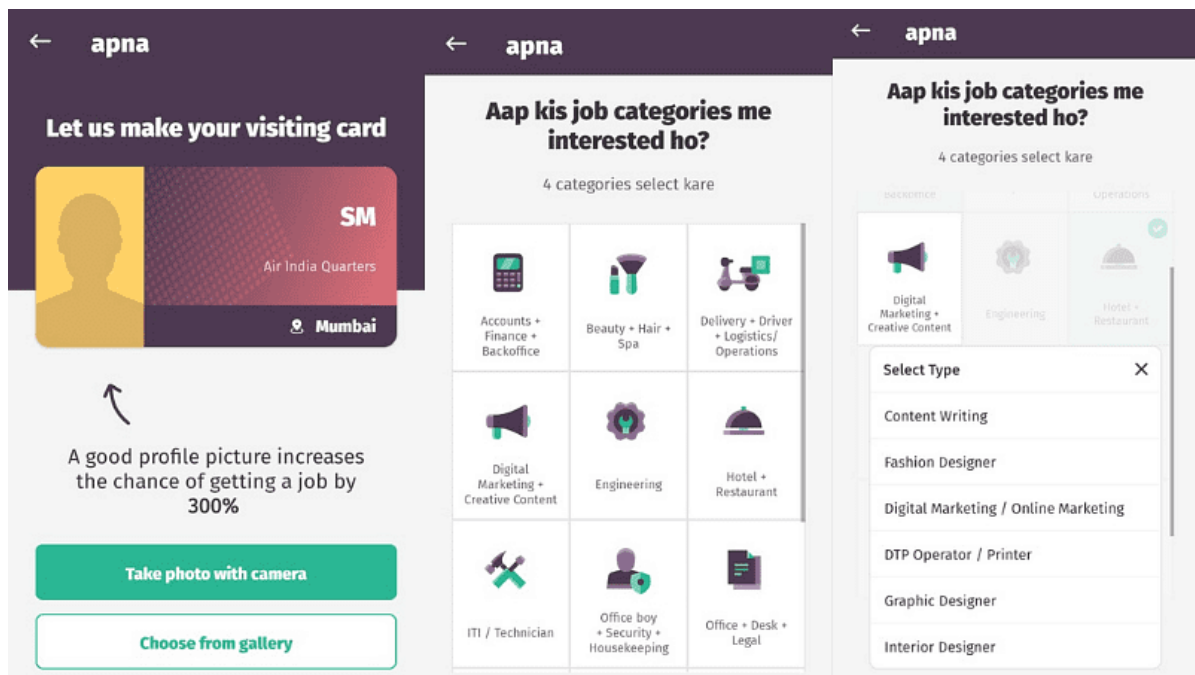 apna
Let us make your visiting card
SM
Air India Quarters
Mumbai
A good profile picture increases
the chance of getting a job by
300%
Take photo with camera
Choose from gallery
apna
Aap kis job categories me
interested ho?
4 categories select kare
Accounts +
Finance +
Backoffice
Beauty + Hair +
Spa
Delivery + Driver
+ Logistics/
Operations
Digital
Marketing +
Creative Content
Engineering
Hotel +
Restaurant
ITI / Technician
Office boy
+ Security +
Housekeeping
Office + Desk +
Legal
apna
Aap kis job categories me
interested ho?
4 categories select kare
Backoffice
Operations
Digital
Marketing +
Creative Content
Engineering
Hotel +
Restaurant
Select Type
Content Writing
Fashion Designer
Digital Marketing / Online Marketing
DTP Operator / Printer
Graphic Designer
Interior Designer